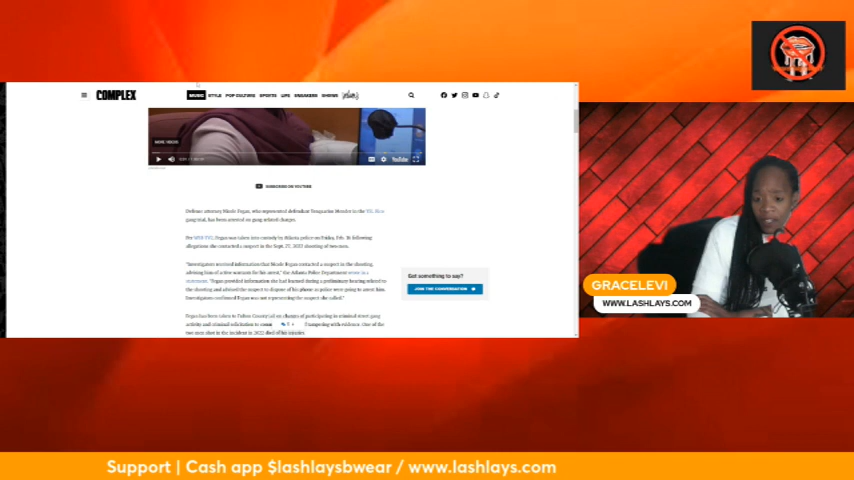 COMPLEX
MUSIC STYLE POP CULTURE SPORTS LIFE SNEAKERS SHOWS
MORE VIDEOS
YouTube
SUBSCRIBE ON YOUTUBE
Defense attorney Nicole Fegan, who represented defendant Tenquarius Mender in the YSL Rico
gang trial, has been arrested on gang-related charges.
Per WSB-TV2, Fegan was taken into custody by Atlanta police on Friday, Feb. 16 following
allegations she contacted a suspect in the Sept. 27, 2022 shooting of two men.
"Investigators received information that Nicole Fegan contacted a suspect in the shooting,
advising him of a live warrants for his arrest," the Atlanta Police Department wrote in a
statement. "Fegan provided information she had learned during a preliminary hearing related to
the shooting and advised the suspect to dispose of his phone as police were going to arrest him.
Investigators confirmed Fegan was not representing the suspect she called."
Fegan has been taken to Fulton County Jail on charges of participating in criminal street gang
activity and criminal solicitation to tampering with evidence. One of the
two men shot in the incident in 2022 died of his injuries
Got something to say?
JOIN THE CONVERSATION
GRACELEVI
WWW.LASHLAYS.COM
Support | Cash app $lashlaysbwear / www.lashlays.com